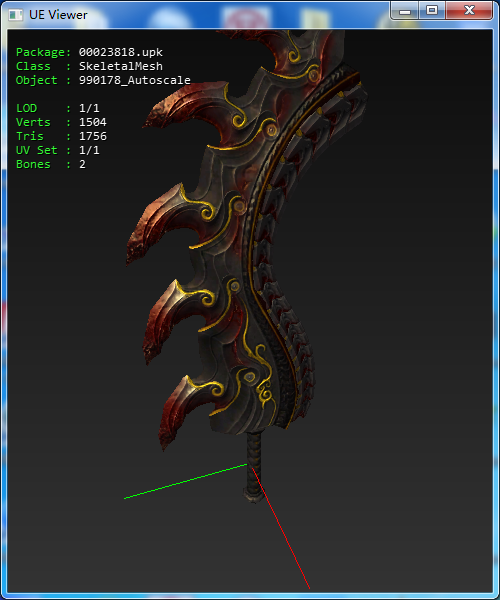 UE Viewer
Package: 00023818.upk
Class : SkeletalMesh
Object : 990178_Autoscale
LOD : 1/1
Verts : 1504
Tris : 1756
UV Set : 1/1
Bones : 2